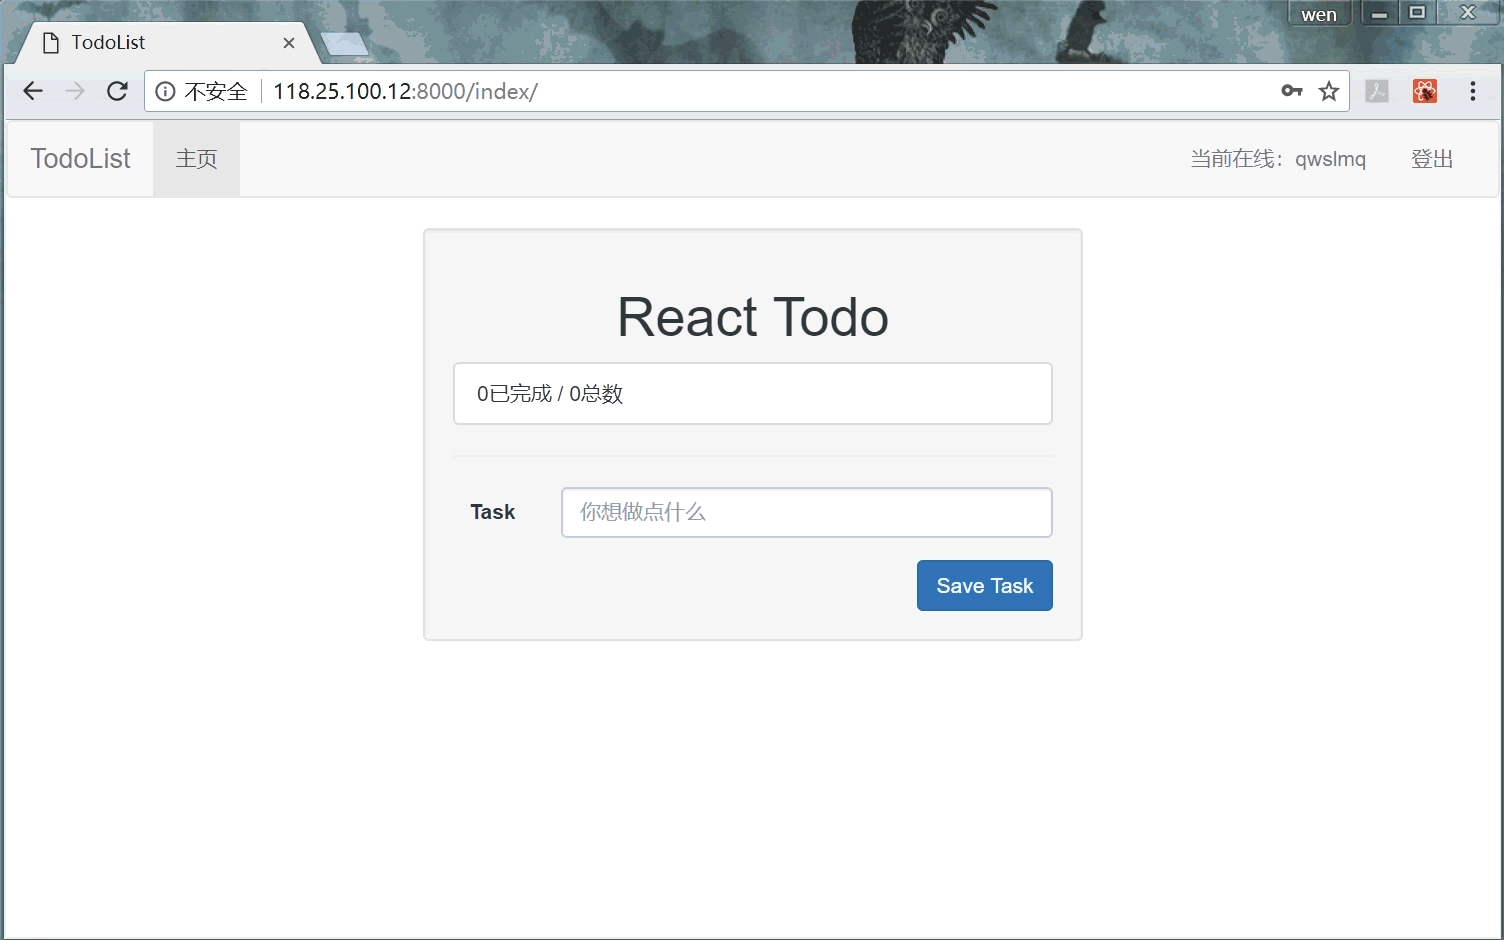 wen
TodoList
不安全 118.25.100.12:8000/index/
TodoList 主页 当前在线：qwslmq 登出
React Todo
0已完成 / 0总数
Task 你想做点什么
Save Task